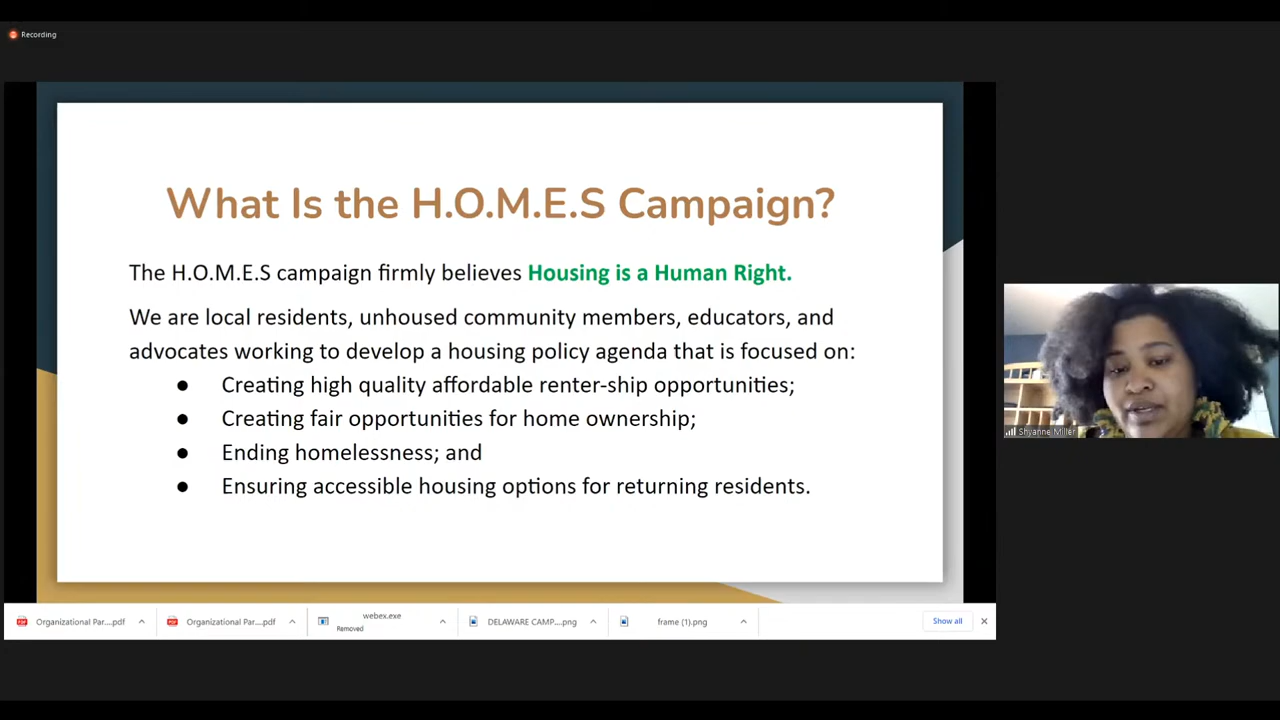 Recording
What Is the H.O.M.E.S Campaign?
The H.O.M.E.S campaign firmly believes Housing is a Human Right.
We are local residents, unhoused community members, educators, and
advocates working to develop a housing policy agenda that is focused on:
● Creating high quality affordable renter-ship opportunities;
● Creating fair opportunities for home ownership;
● Ending homelessness; and
● Ensuring accessible housing options for returning residents.
Shyanne Miller
Organizational Par....pdf
Organizational Par....pdf
webex.exe
Removed
DELAWARE CAMP....png
frame (1).png
Show all